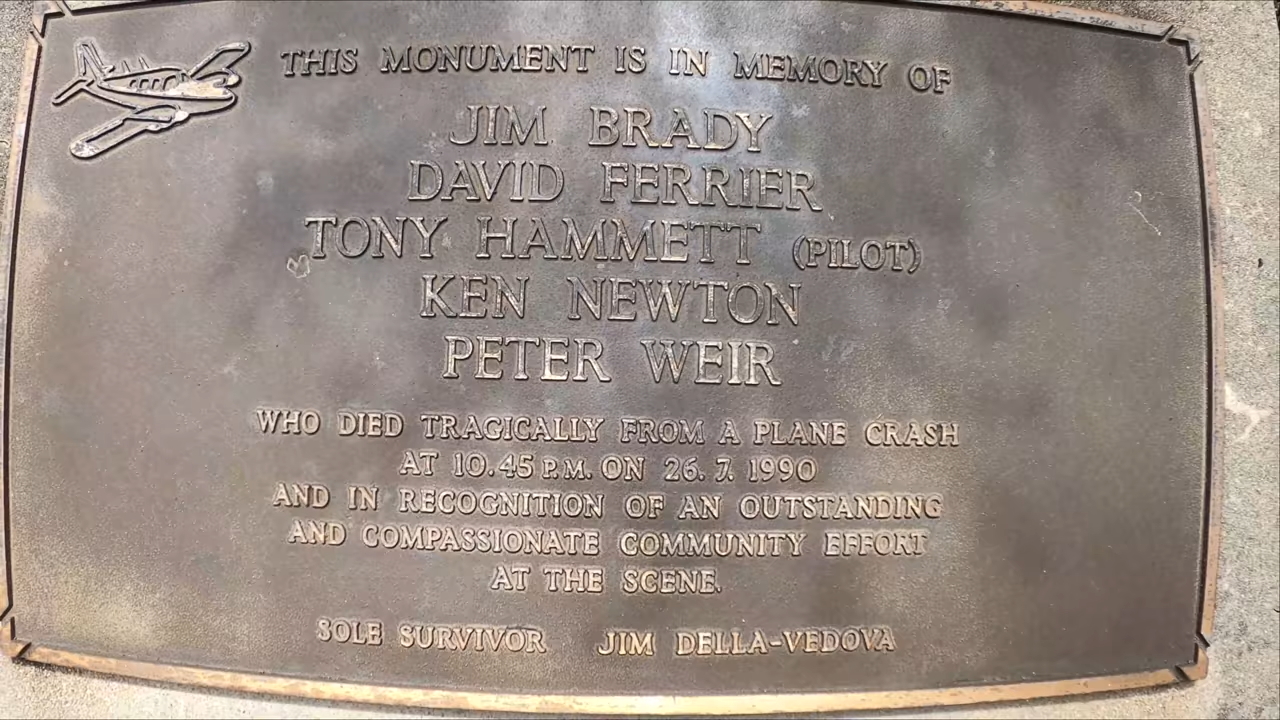 THIS MONUMENT IS IN MEMORY OF
JIM BRADY
DAVID FERRIER
TONY HAMMETT (PILOT)
KEN NEWTON
PETER WEIR
WHO DIED TRAGICALLY FROM A PLANE CRASH
AT 10.45 P.M. ON 26. 7. 1990
AND IN RECOGNITION OF AN OUTSTANDING
AND COMPASSIONATE COMMUNITY EFFORT
AT THE SCENE.
SOLE SURVIVOR JIM DELLA-VEDOVA